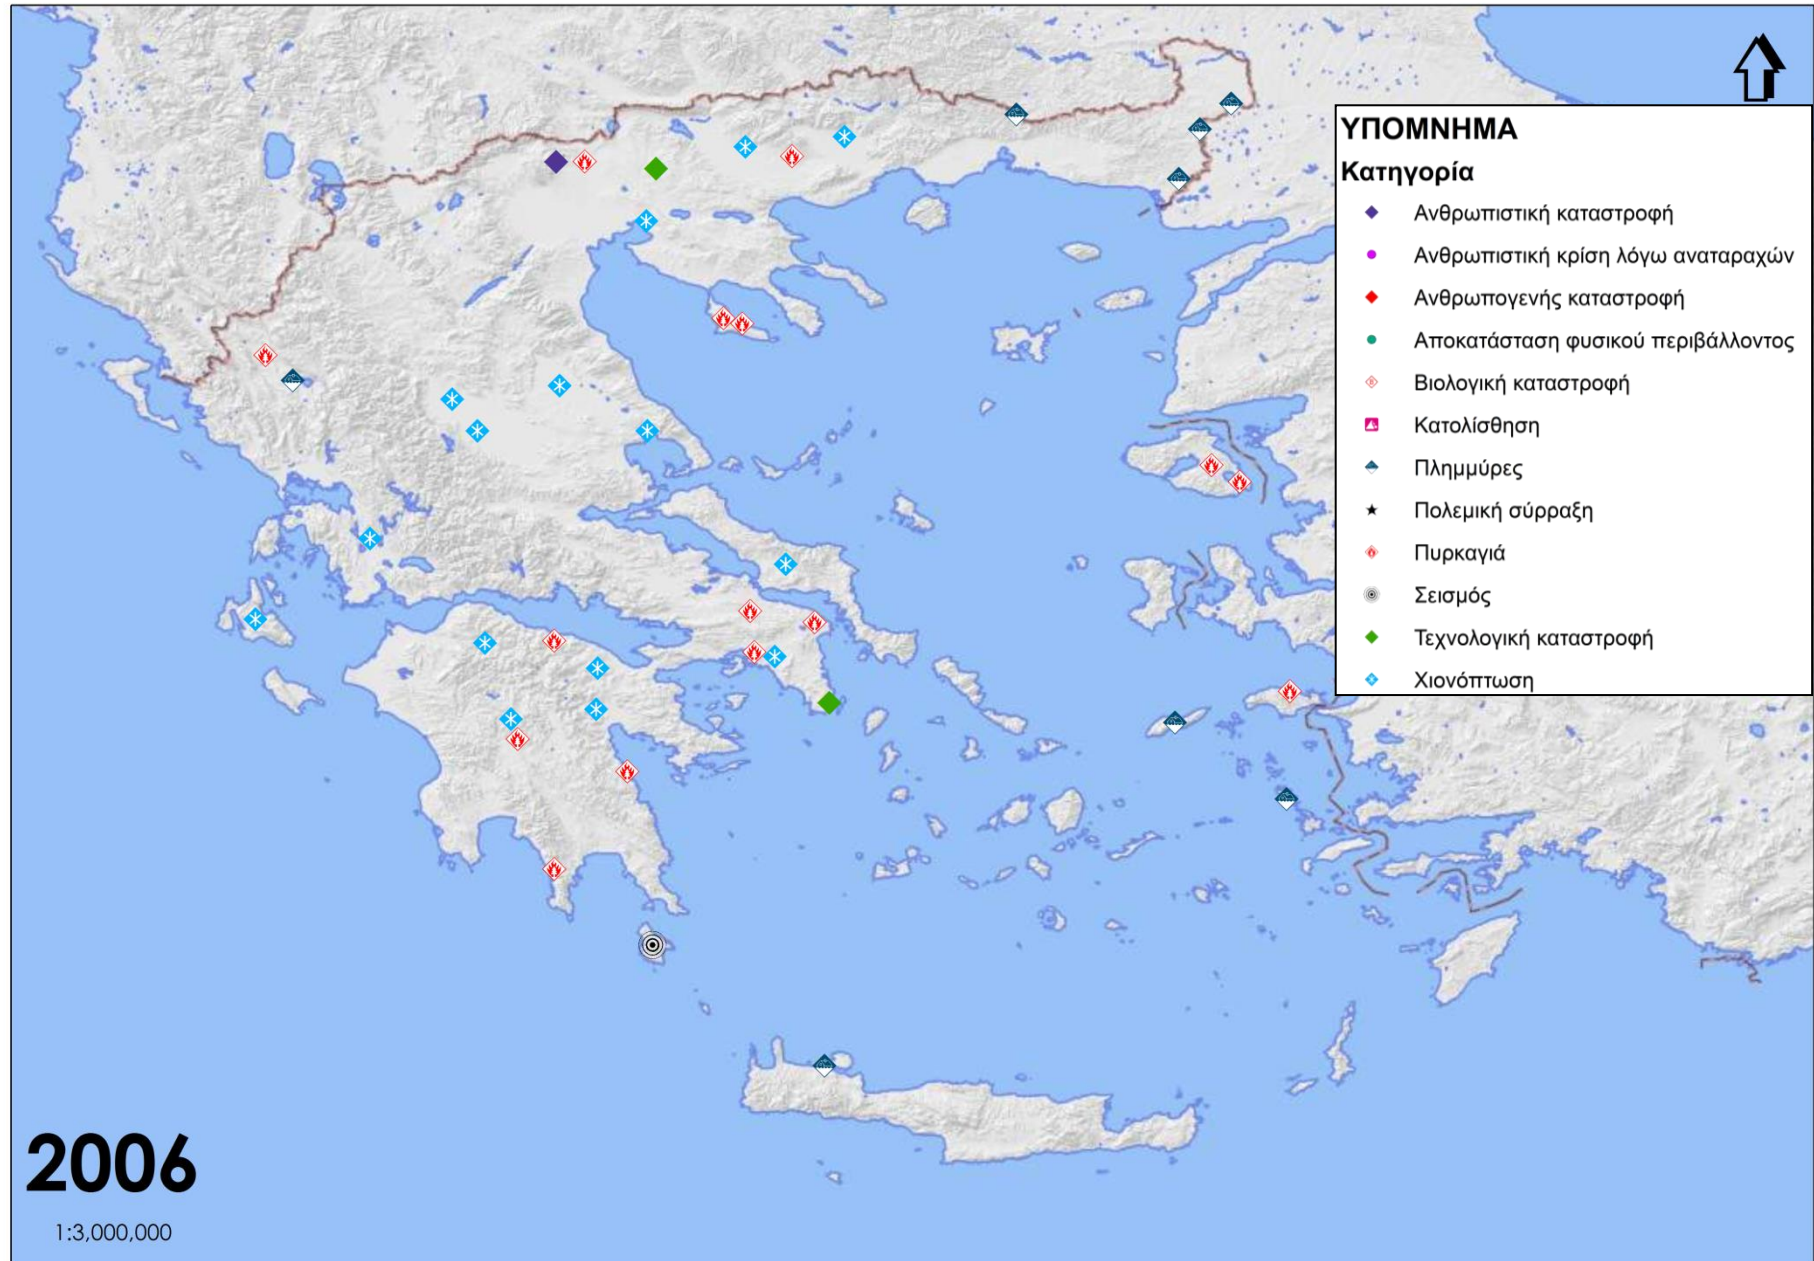 ΥΠΟΜΝΗΜΑ
Κατηγορία
Ανθρωπιστική καταστροφή
Ανθρωπιστική κρίση λόγω αναταραχών
Ανθρωπογενής καταστροφή
Αποκατάσταση φυσικού περιβάλλοντος
Βιολογική καταστροφή
Κατολίσθηση
Πλημμύρες
Πολεμική σύρραξη
Πυρκαγιά
Σεισμός
Τεχνολογική καταστροφή
Χιονόπτωση
2006
1:3,000,000